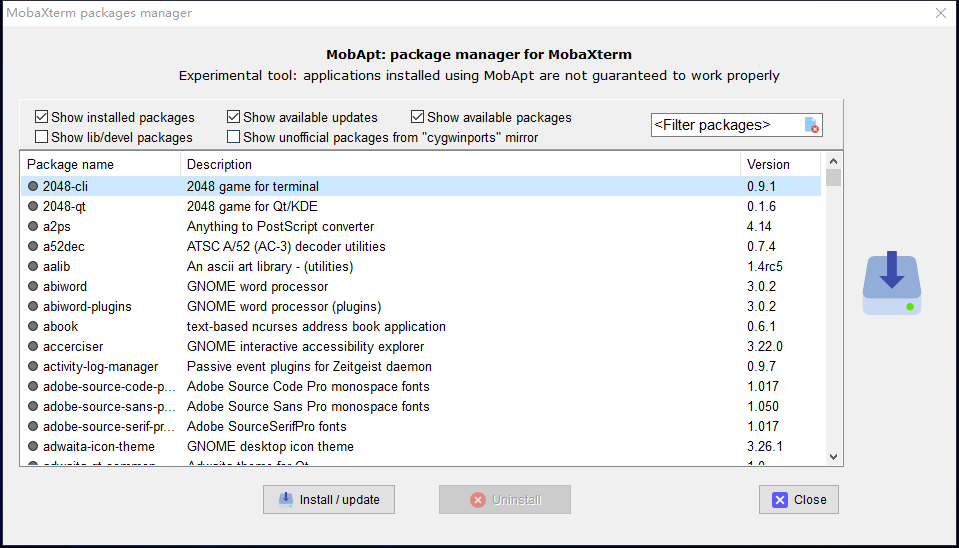 MobaXterm packages manager
MobApt: package manager for MobaXterm
Experimental tool: applications installed using MobApt are not guaranteed to work properly
Show installed packages Show available updates Show available packages
Show lib/devel packages Show unofficial packages from "cygwinports" mirror
<Filter packages>
Package name Description Version
2048-cli 2048 game for terminal 0.9.1
2048-qt 2048 game for Qt/KDE 0.1.6
a2ps Anything to PostScript converter 4.14
a52dec ATSC A/52 (AC-3) decoder utilities 0.7.4
aalib An ascii art library - (utilities) 1.4rc5
abiword GNOME word processor 3.0.2
abiword-plugins GNOME word processor (plugins) 3.0.2
abook text-based ncurses address book application 0.6.1
accerciser GNOME interactive accessibility explorer 3.22.0
activity-log-manager Passive event plugins for Zeitgeist daemon 0.9.7
adobe-source-code-p... Adobe Source Code Pro monospace fonts 1.017
adobe-source-sans-p... Adobe Source Sans Pro monospace fonts 1.050
adobe-source-serif-pr... Adobe SourceSerifPro fonts 1.017
adwaita-icon-theme GNOME desktop icon theme 3.26.1
adwaita-qt-common Adwaita theme for Qt 1.0
Install / update Uninstall Close